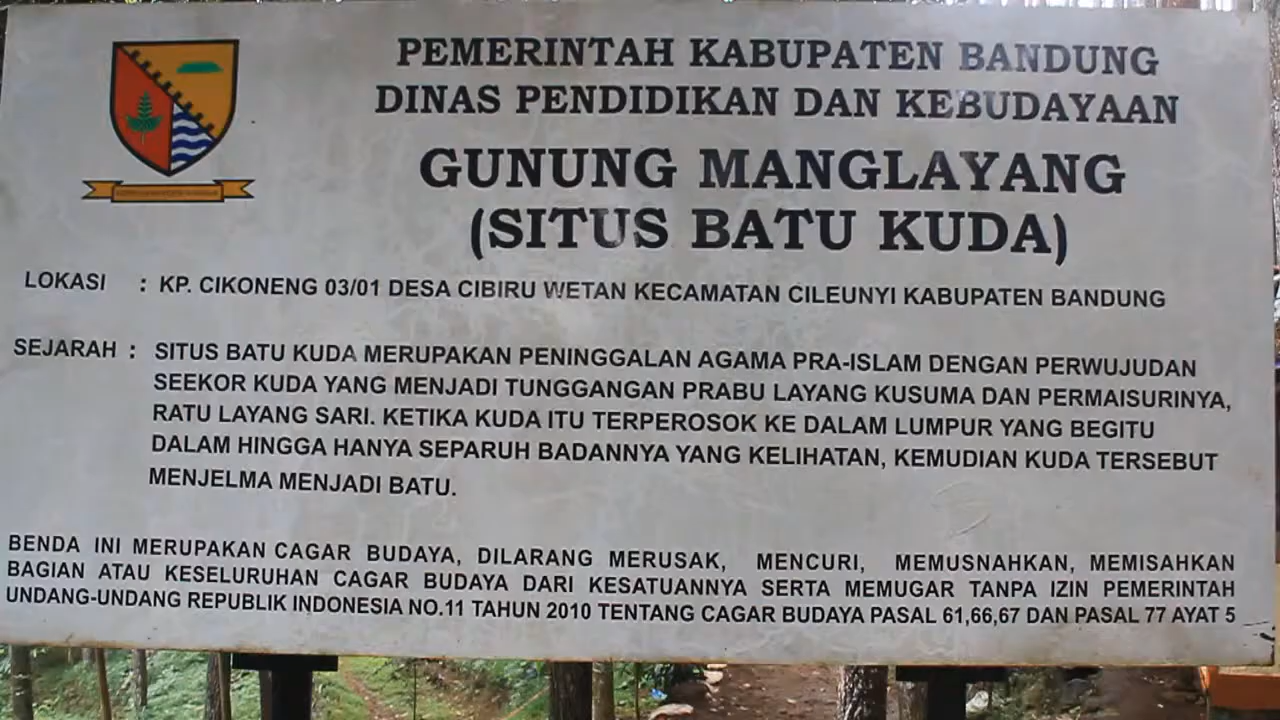 PEMERINTAH KABUPATEN BANDUNG
DINAS PENDIDIKAN DAN KEBUDAYAAN
GUNUNG MANGLAYANG
(SITUS BATU KUDA)
LOKASI : KP. CIKONENG 03/01 DESA CIBIRU WETAN KECAMATAN CILEUNYI KABUPATEN BANDUNG
SEJARAH : SITUS BATU KUDA MERUPAKAN PENINGGALAN AGAMA PRA-ISLAM DENGAN PERWUJUDAN
SEEKOR KUDA YANG MENJADI TUNGGANGAN PRABU LAYANG KUSUMA DAN PERMAISURINYA,
RATU LAYANG SARI. KETIKA KUDA ITU TERPEROSOK KE DALAM LUMPUR YANG BEGITU
DALAM HINGGA HANYA SEPARUH BADANNYA YANG KELIHATAN, KEMUDIAN KUDA TERSEBUT
MENJELMA MENJADI BATU.
BENDA INI MERUPAKAN CAGAR BUDAYA, DILARANG MERUSAK, MENCURI, MEMUSNAHKAN, MEMISAHKAN
BAGIAN ATAU KESELURUHAN CAGAR BUDAYA DARI KESATUANNYA SERTA MEMUGAR TANPA IZIN PEMERINTAH
UNDANG-UNDANG REPUBLIK INDONESIA NO.11 TAHUN 2010 TENTANG CAGAR BUDAYA PASAL 61,66,67 DAN PASAL 77 AYAT 5